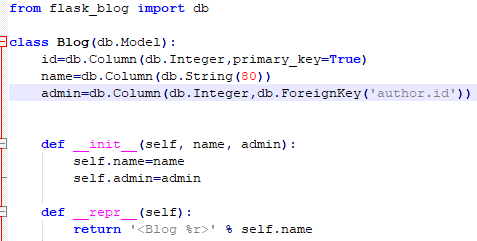 from flask_blog import db
class Blog(db.Model):
    id=db.Column(db.Integer,primary_key=True)
    name=db.Column(db.String(80))
    admin=db.Column(db.Integer,db.ForeignKey('author.id'))
    def __init__(self, name, admin):
        self.name=name
        self.admin=admin
    def __repr__(self):
        return '<Blog %r>' % self.name